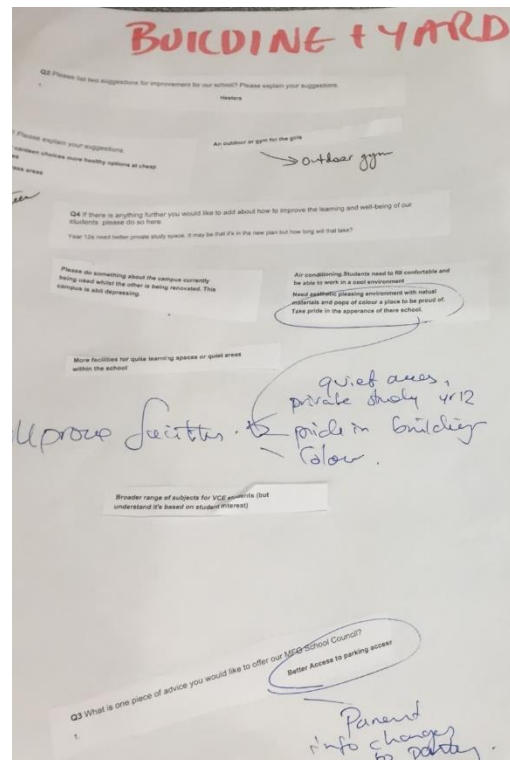 BUILDING + YARD
Q2 Please list two suggestions for improvement for our school? Please explain your suggestions.
1.
Heaters
? Please explain your suggestions.
canteen choices more healthy options at cheap
areas
An outdoor or gym for the girls
→ outdoor gym
Q4 If there is anything further you would like to add about how to improve the learning and well-being of our
students please do so here.
Year 12s need better private study space, it may be that it's in the new plan but how long will that take?
Please do something about the campus currently
being used whilst the other is being renovated. This
campus is abit depressing.
Air conditioning.Students need to fill confortable and
be able to work in a cool environment
Need aesthetic pleasing environment with natual
materials and pops of colour a place to be proud of.
Take pride in the apperance of there school.
More facilities for quite learning spaces or quiet areas
within the school
quiet areas,
private study yr12
improve facilities. pride in building
Colour.
Broader range of subjects for VCE students (but
understand it's based on student interest)
Q3 What is one piece of advice you would like to offer our MFG School Council?
1.
Better Access to parking access
Parent
info changes
to